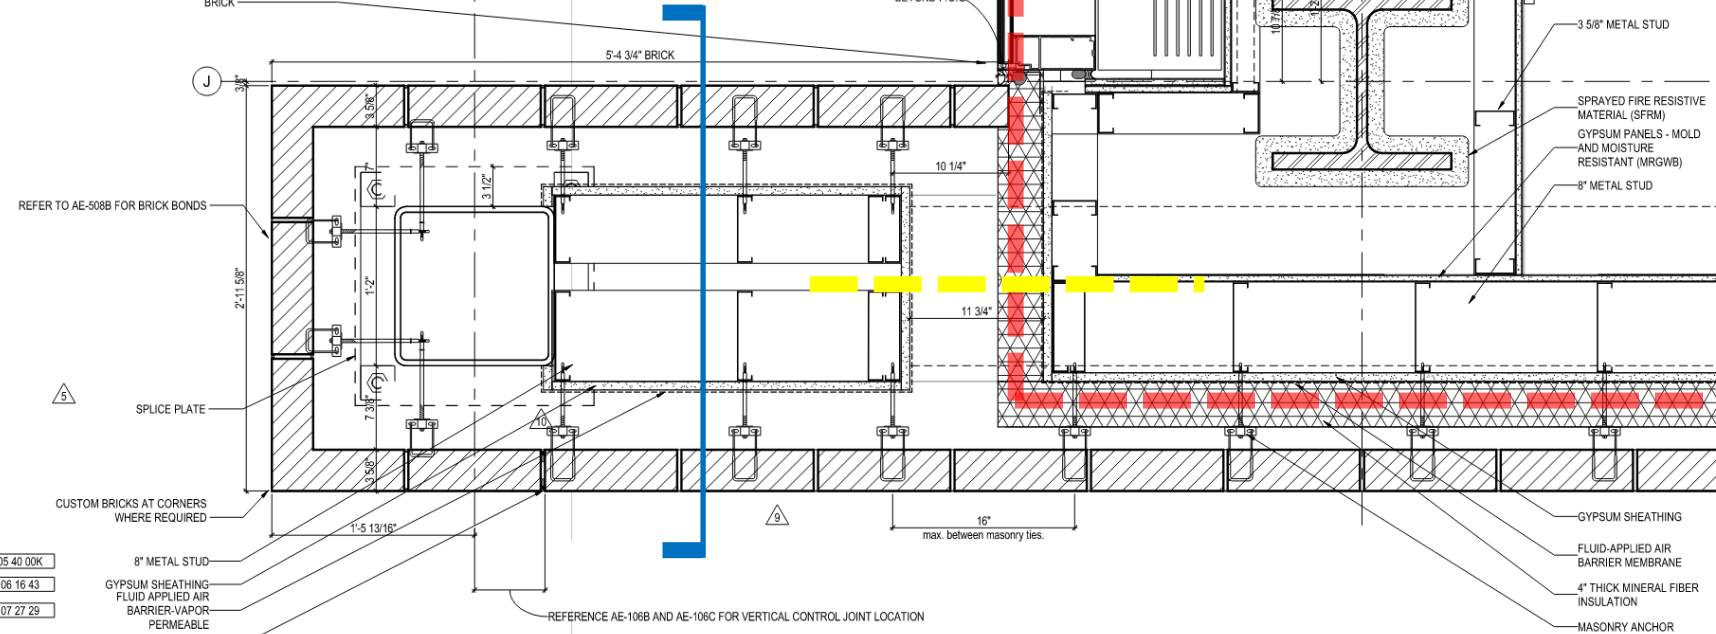 BRICK
5'-4 3/4" BRICK
J
3/8"
3 5/8"
7"
3 1/2"
10 1/4"
10 7/8"
3 5/8" METAL STUD
SPRAYED FIRE RESISTIVE
MATERIAL (SFRM)
GYPSUM PANELS - MOLD
AND MOISTURE
RESISTANT (MRGWB)
8" METAL STUD
REFER TO AE-508B FOR BRICK BONDS
2'-11 5/8"
1'-2"
11 3/4"
5
SPLICE PLATE
7 3/8"
10
3 5/8"
CUSTOM BRICKS AT CORNERS
WHERE REQUIRED
1'-5 13/16"
9
16"
max. between masonry ties.
GYPSUM SHEATHING
05 40 00K
06 16 43
07 27 29
8" METAL STUD
GYPSUM SHEATHING
FLUID APPLIED AIR
BARRIER-VAPOR
PERMEABLE
REFERENCE AE-106B AND AE-106C FOR VERTICAL CONTROL JOINT LOCATION
FLUID-APPLIED AIR
BARRIER MEMBRANE
4" THICK MINERAL FIBER
INSULATION
MASONRY ANCHOR